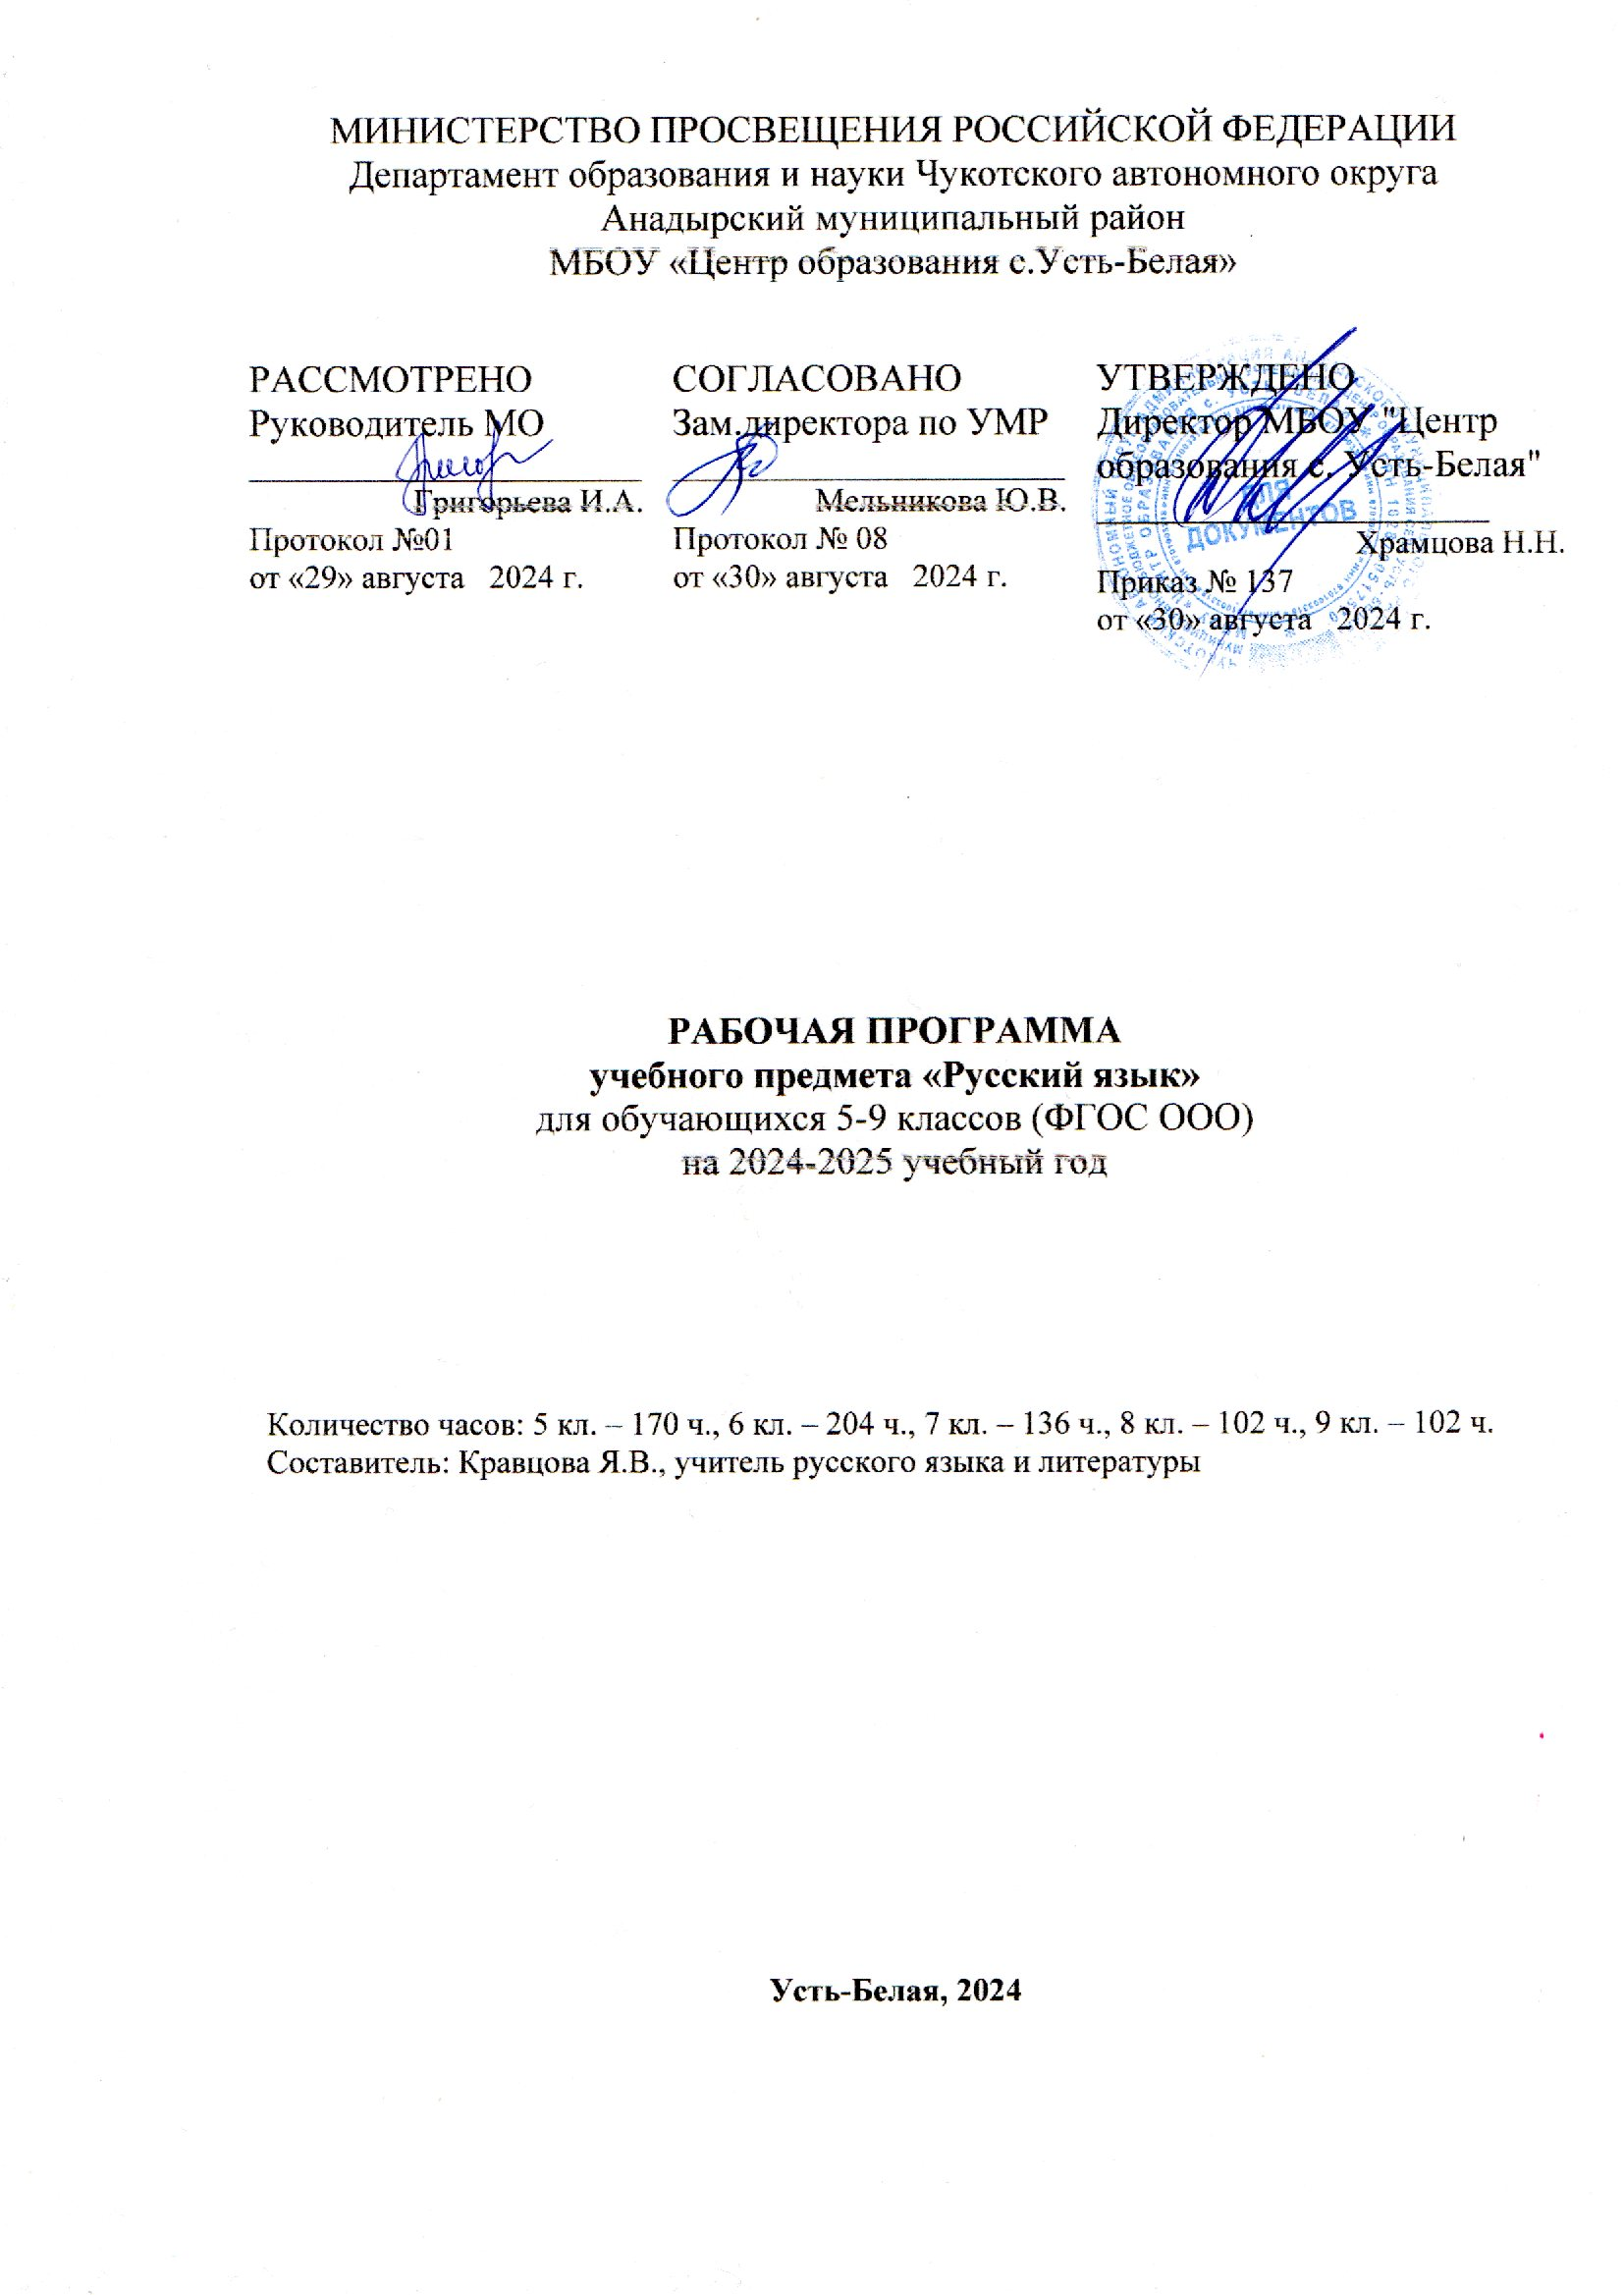 МИНИСТЕРСТВО ПРОСВЕЩЕНИЯ РОССИЙСКОЙ ФЕДЕРАЦИИ
Департамент образования и науки Чукотского автономного округа
Анадырский муниципальный район
МБОУ «Центр образования с.Усть-Белая»
РАССМОТРЕНО
Руководитель МО
Григорьева И.А.
Протокол №01
от «29» августа 2024 г.
СОГЛАСОВАНО
Зам.директора по УМР
Мельникова Ю.В.
Протокол № 08
от «30» августа 2024 г.
УТВЕРЖДЕНО
Директор МБОУ "Центр
образования с. Усть-Белая"
Храмцова Н.Н.
Приказ № 137
от «30» августа 2024 г.
ДЛЯ
ДОКУМЕНТОВ
РАБОЧАЯ ПРОГРАММА
учебного предмета «Русский язык»
для обучающихся 5-9 классов (ФГОС ООО)
на 2024-2025 учебный год
Количество часов: 5 кл. – 170 ч., 6 кл. – 204 ч., 7 кл. – 136 ч., 8 кл. – 102 ч., 9 кл. – 102 ч.
Составитель: Кравцова Я.В., учитель русского языка и литературы
Усть-Белая, 2024